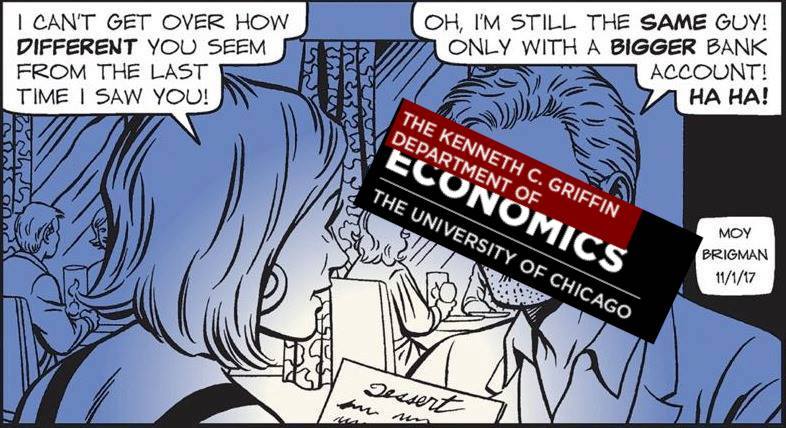 I CAN'T GET OVER HOW
DIFFERENT YOU SEEM
FROM THE LAST
TIME I SAW YOU!
OH, I'M STILL THE SAME GUY!
ONLY WITH A BIGGER BANK
ACCOUNT!
HA HA!
THE KENNETH C. GRIFFIN
DEPARTMENT OF
ECONOMICS
THE UNIVERSITY OF CHICAGO
MOY
BRIGMAN
11/1/17
Dessert